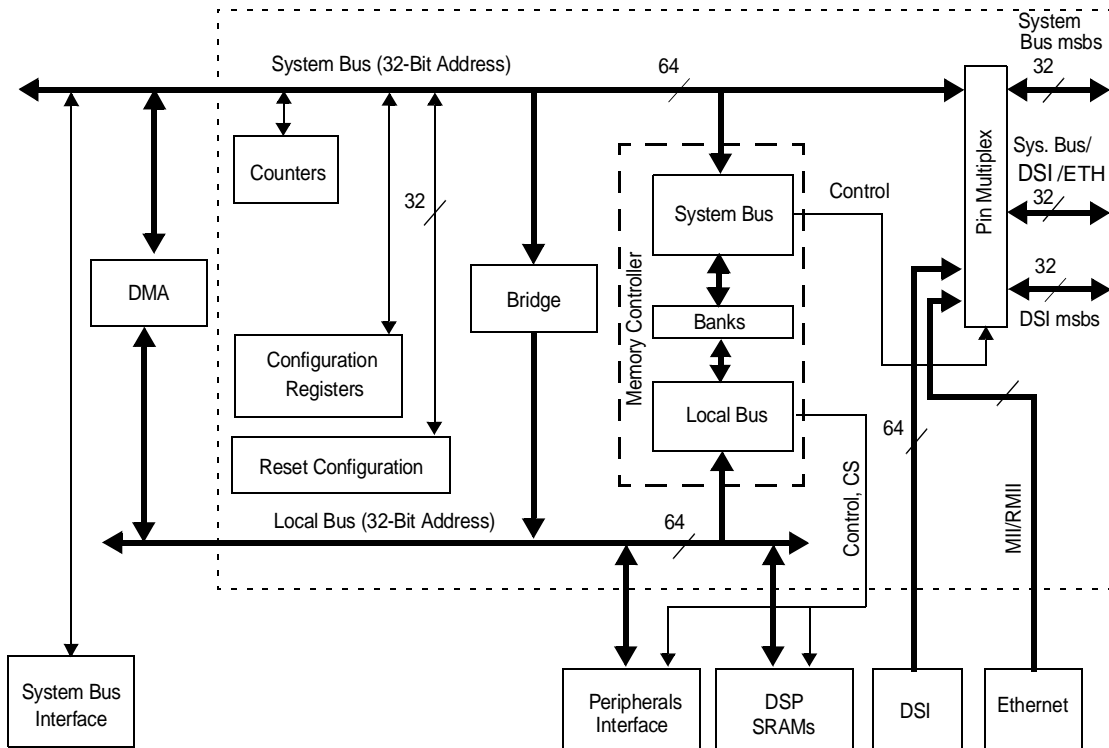 System
Bus msbs
System Bus (32-Bit Address)
64
32
Counters
32
Sys. Bus/
DSI /ETH
32
Pin Multiplex
System Bus
Control
DMA
Bridge
Memory Controller
Banks
32
DSI msbs
Configuration
Registers
Local Bus
64
Reset Configuration
Control, CS
MII/RMII
Local Bus (32-Bit Address)
64
System Bus
Interface
Peripherals
Interface
DSP
SRAMs
DSI
Ethernet